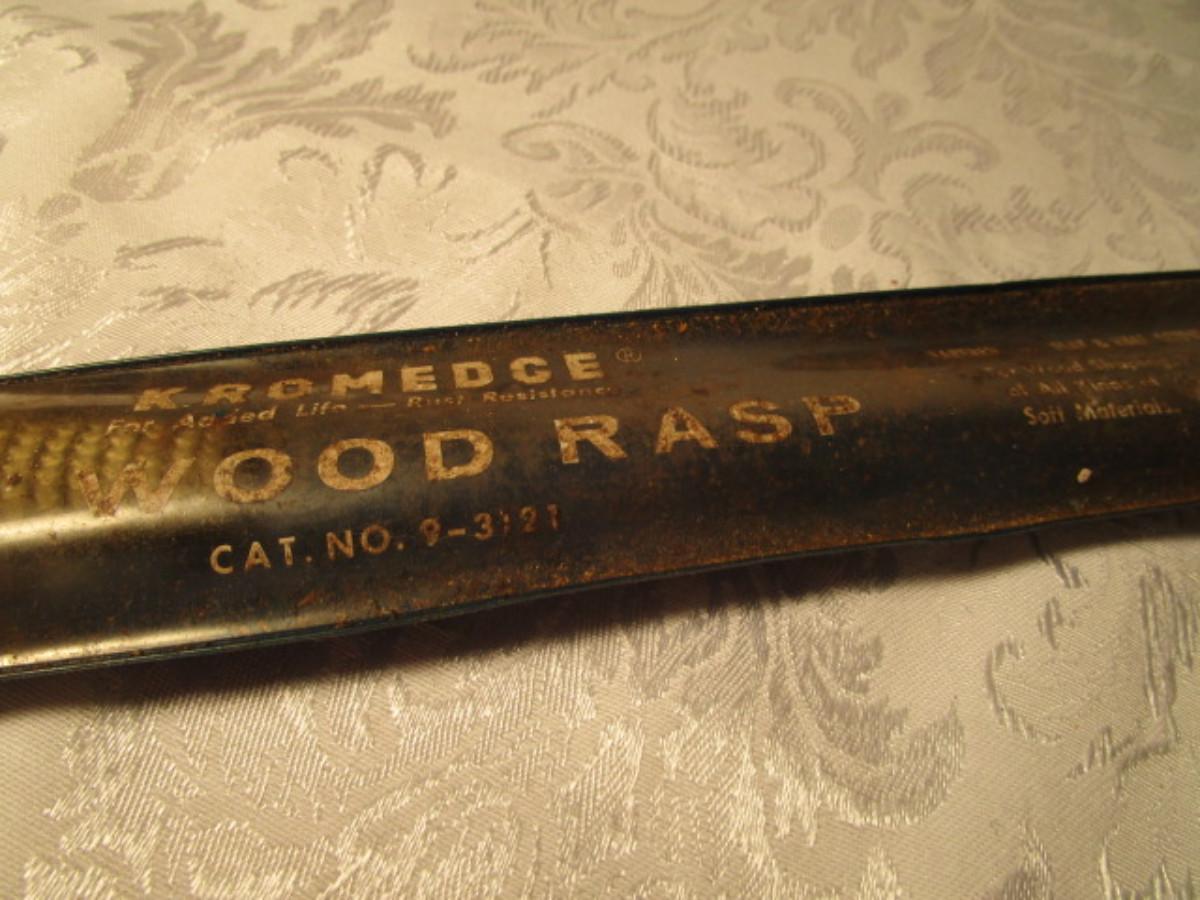 KROMEDGE®
For Added Life — Rust Resistance
WOOD RASP
CAT. NO. 9-3121
For Wood Shaping
of All Kinds of
Soft Materials.